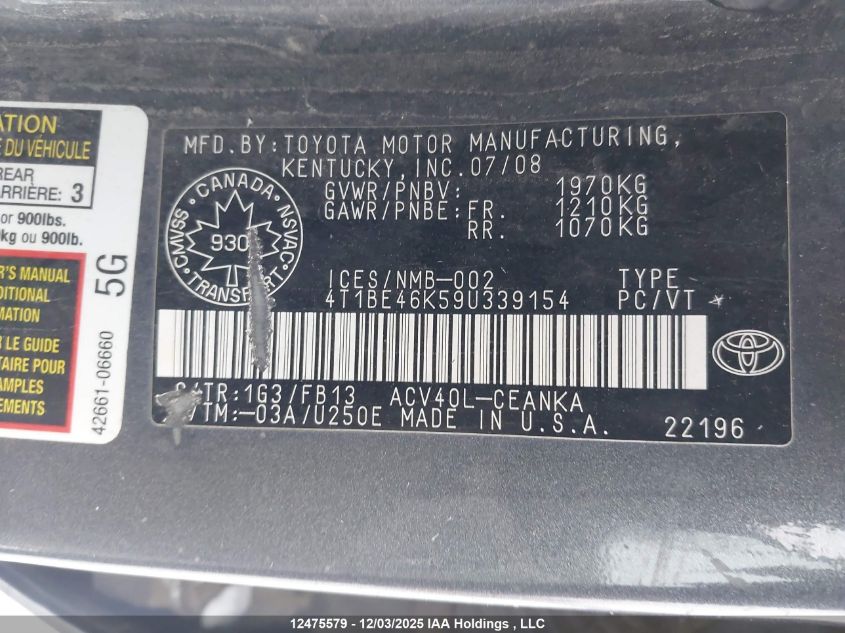 ATION
DU VÉHICULE
REAR
ARRIÈRE: 3
or 900lbs.
kg ou 900lb.
R'S MANUAL
DITIONAL
MATION
R LE GUIDE
TAIRE POUR
AMPLES
EMENTS
42661-06660
5G
MFD.BY:TOYOTA MOTOR MANUFACTURING,
KENTUCKY,INC.07/08
GVWR/PNBV: 1970KG
GAWR/PNBE:FR. 1210KG
RR. 1070KG
CANADA
CMVSS
NSVAC
930
TRANSPORT
ICES/NMB-002 TYPE
4T1BE46K59U339154 PC/VT
/TR:1G3/FB13 ACV40L-CEANKA
/TM:-03A/U250E MADE IN U.S.A. 22196
12475579 - 12/03/2025 IAA Holdings , LLC